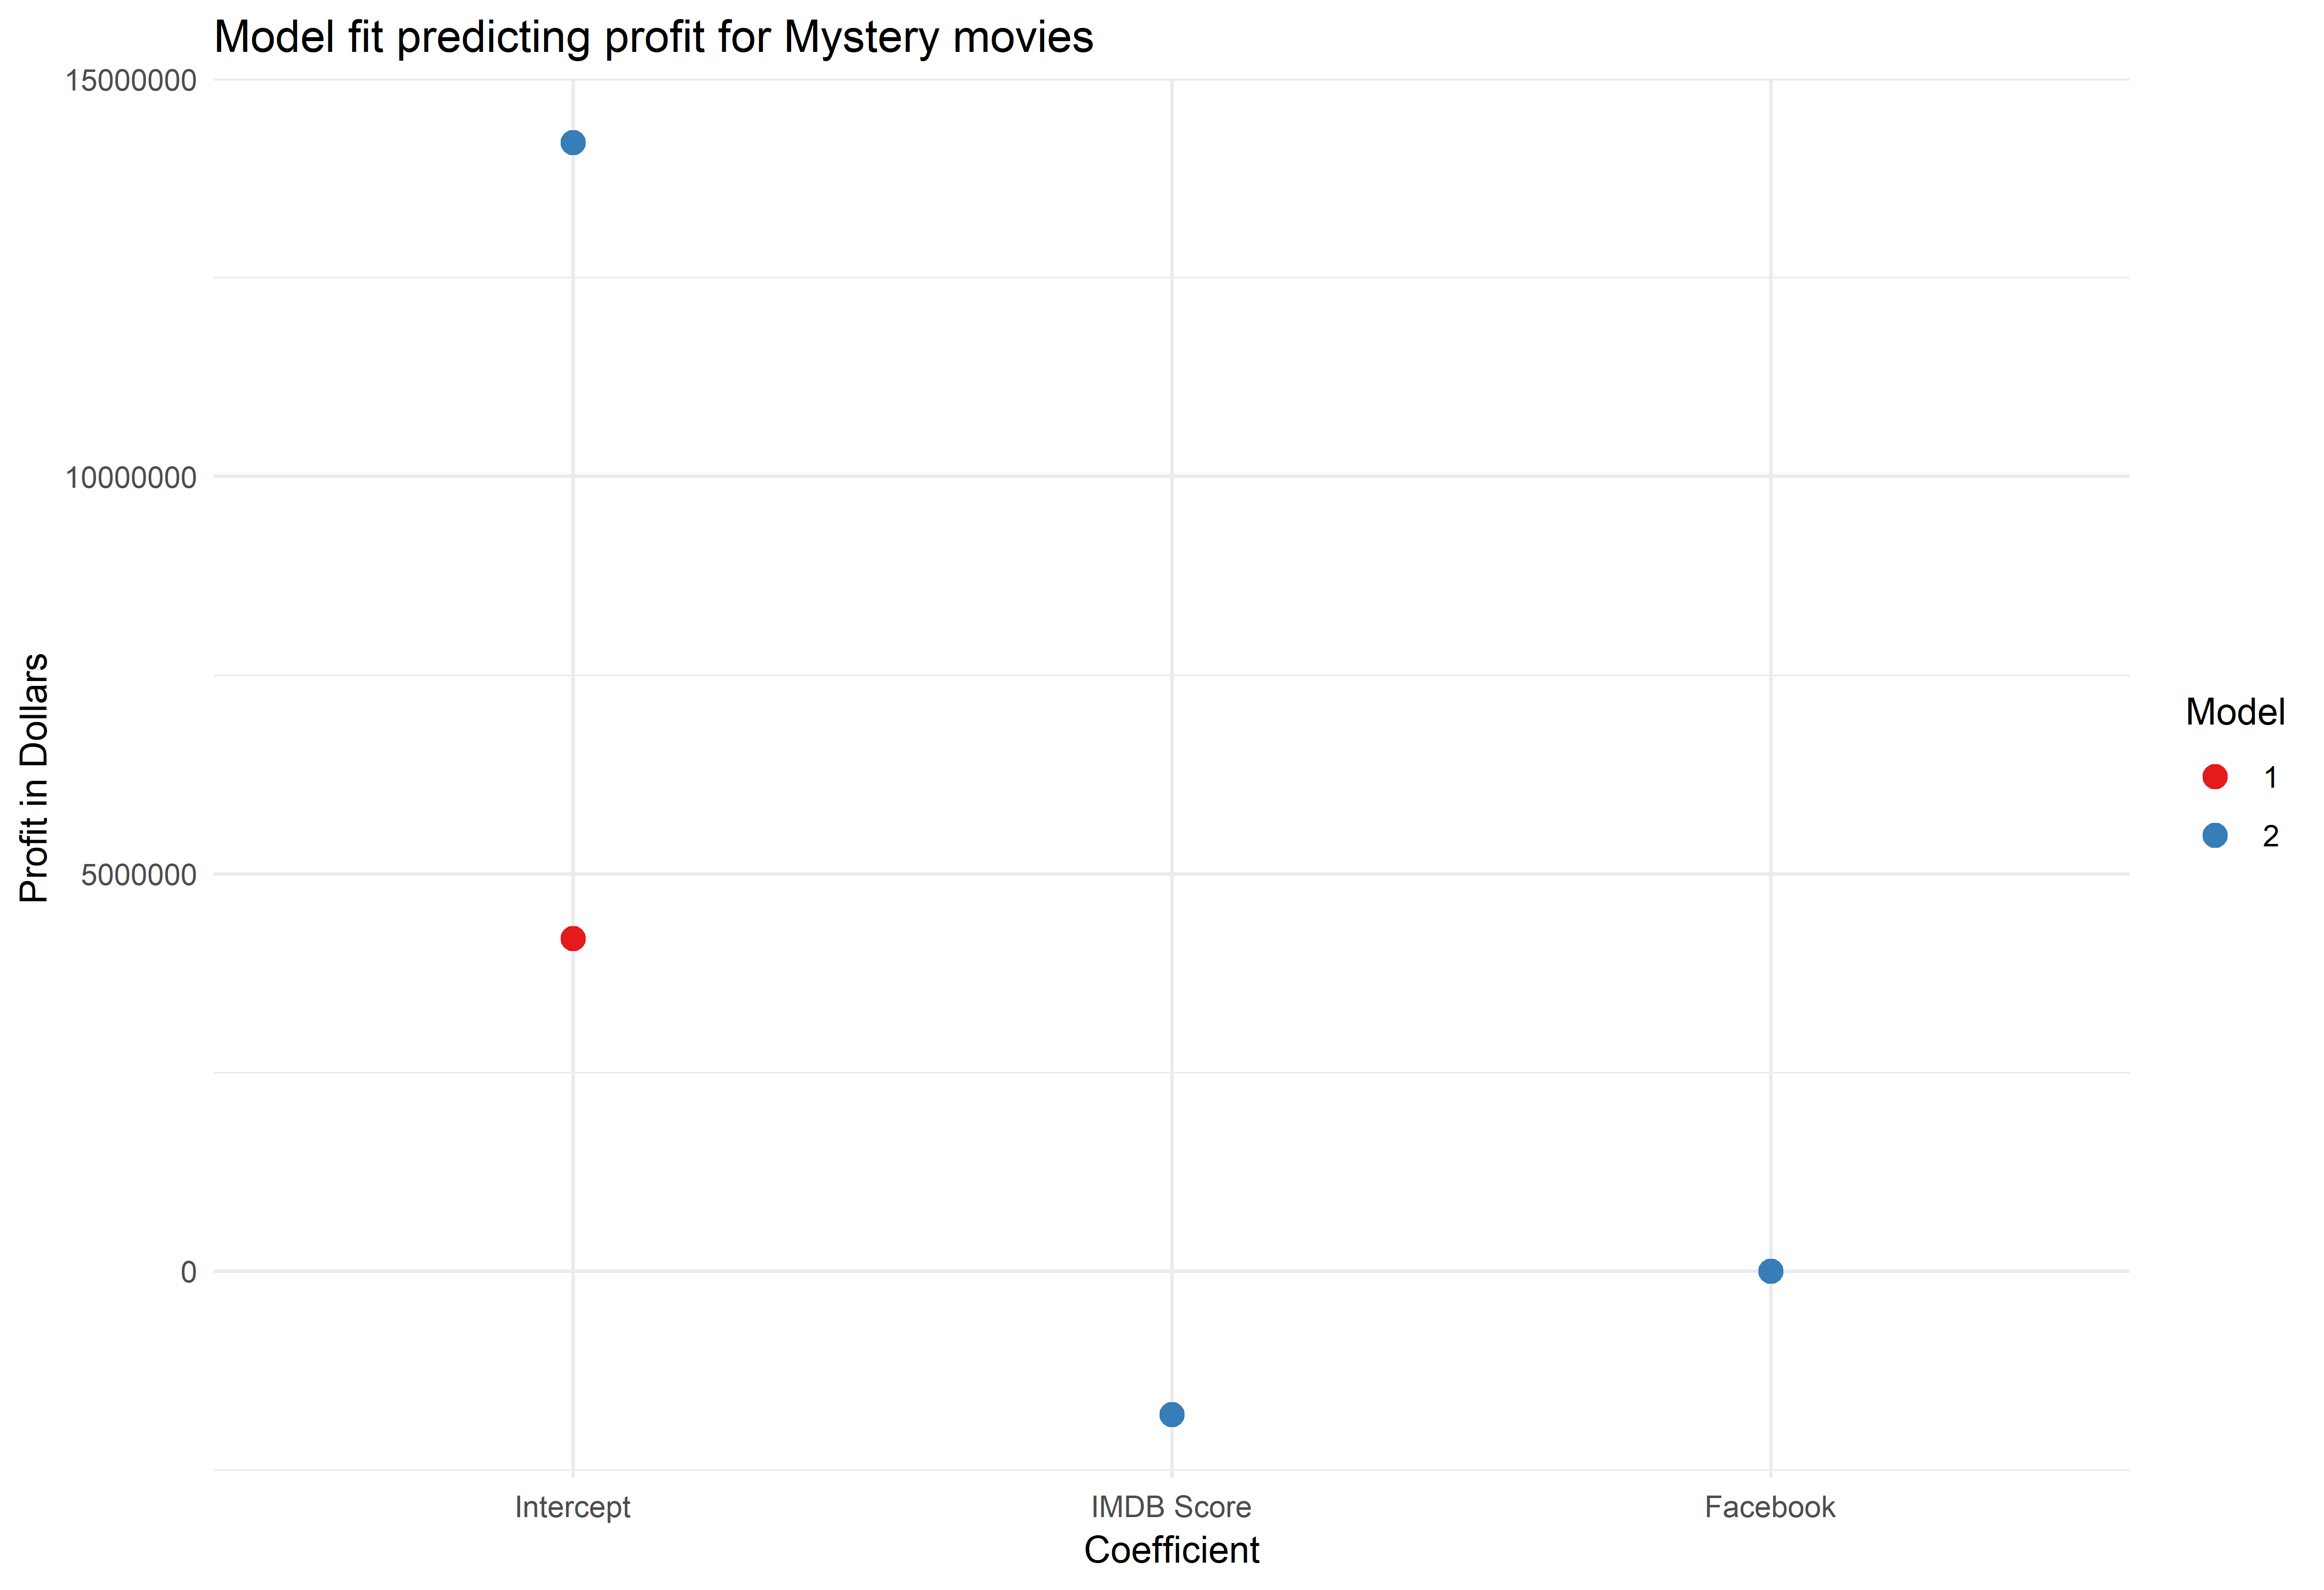 Model fit predicting profit for Mystery movies
15000000
10000000
5000000
0
Profit in Dollars
Intercept
IMDB Score
Facebook
Coefficient
Model
1
2